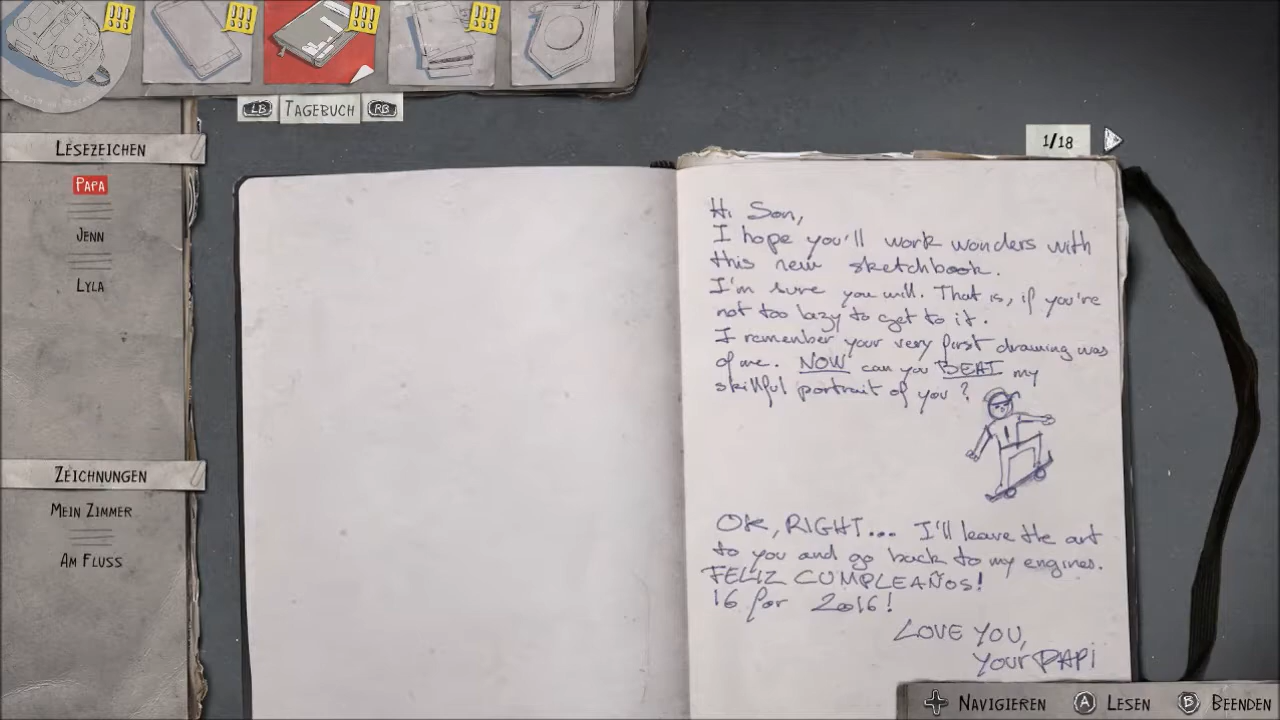 !!!
!!!
!!!
!!!
LB TAGEBUCH RB
LESEZEICHEN
PAPA
JENN
LYLA
ZEICHNUNGEN
MEIN ZIMMER
AM FLUSS
1/18
Hi Son,
I hope you'll work wonders with
this new sketchbook.
I'm sure you will. That is, if you're
not too lazy to get to it.
I remember your very first drawing was
of me. NOW can you BEAT my
skillful portrait of you?
OK, RIGHT... I'll leave the art
to you and go back to my engines.
FELIZ CUMPLEAÑOS!
16 for 2016!
LOVE YOU,
your PAPI
NAVIGIEREN A LESEN B BEENDEN